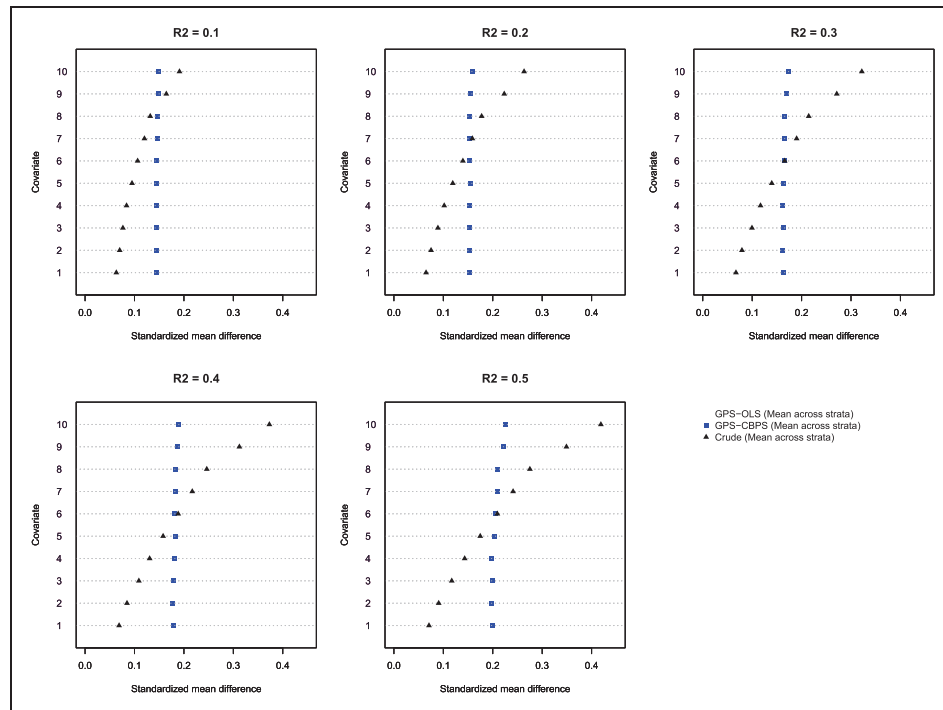 R2 = 0.1
10
9
8
7
6
5
4
3
2
1
Covariate
0.0 0.1 0.2 0.3 0.4
Standardized mean difference
R2 = 0.2
10
9
8
7
6
5
4
3
2
1
Covariate
0.0 0.1 0.2 0.3 0.4
Standardized mean difference
R2 = 0.3
10
9
8
7
6
5
4
3
2
1
Covariate
0.0 0.1 0.2 0.3 0.4
Standardized mean difference
R2 = 0.4
10
9
8
7
6
5
4
3
2
1
Covariate
0.0 0.1 0.2 0.3 0.4
Standardized mean difference
R2 = 0.5
10
9
8
7
6
5
4
3
2
1
Covariate
0.0 0.1 0.2 0.3 0.4
Standardized mean difference
GPS−OLS (Mean across strata)
GPS−CBPS (Mean across strata)
Crude (Mean across strata)